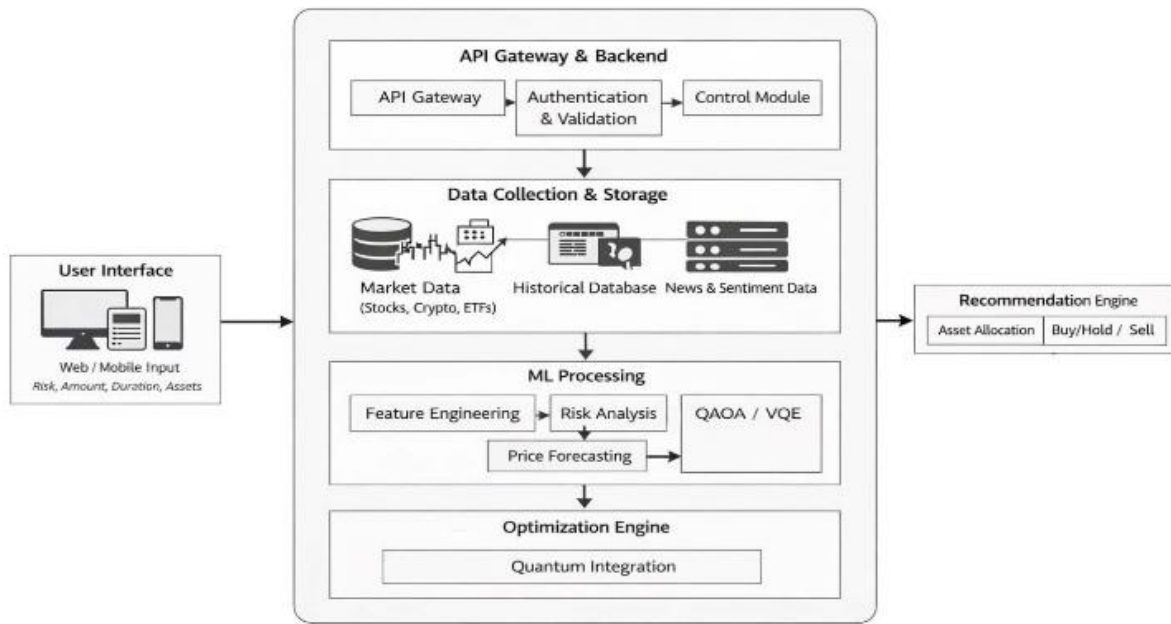 API Gateway & Backend
API Gateway
Authentication
& Validation
Control Module
Data Collection & Storage
Market Data
(Stocks, Crypto, ETFs)
Historical Database
News & Sentiment Data
User Interface
Web / Mobile Input
Risk, Amount, Duration, Assets
Recommendation Engine
Asset Allocation
Buy/Hold / Sell
ML Processing
Feature Engineering
Risk Analysis
QAOA / VQE
Price Forecasting
Optimization Engine
Quantum Integration